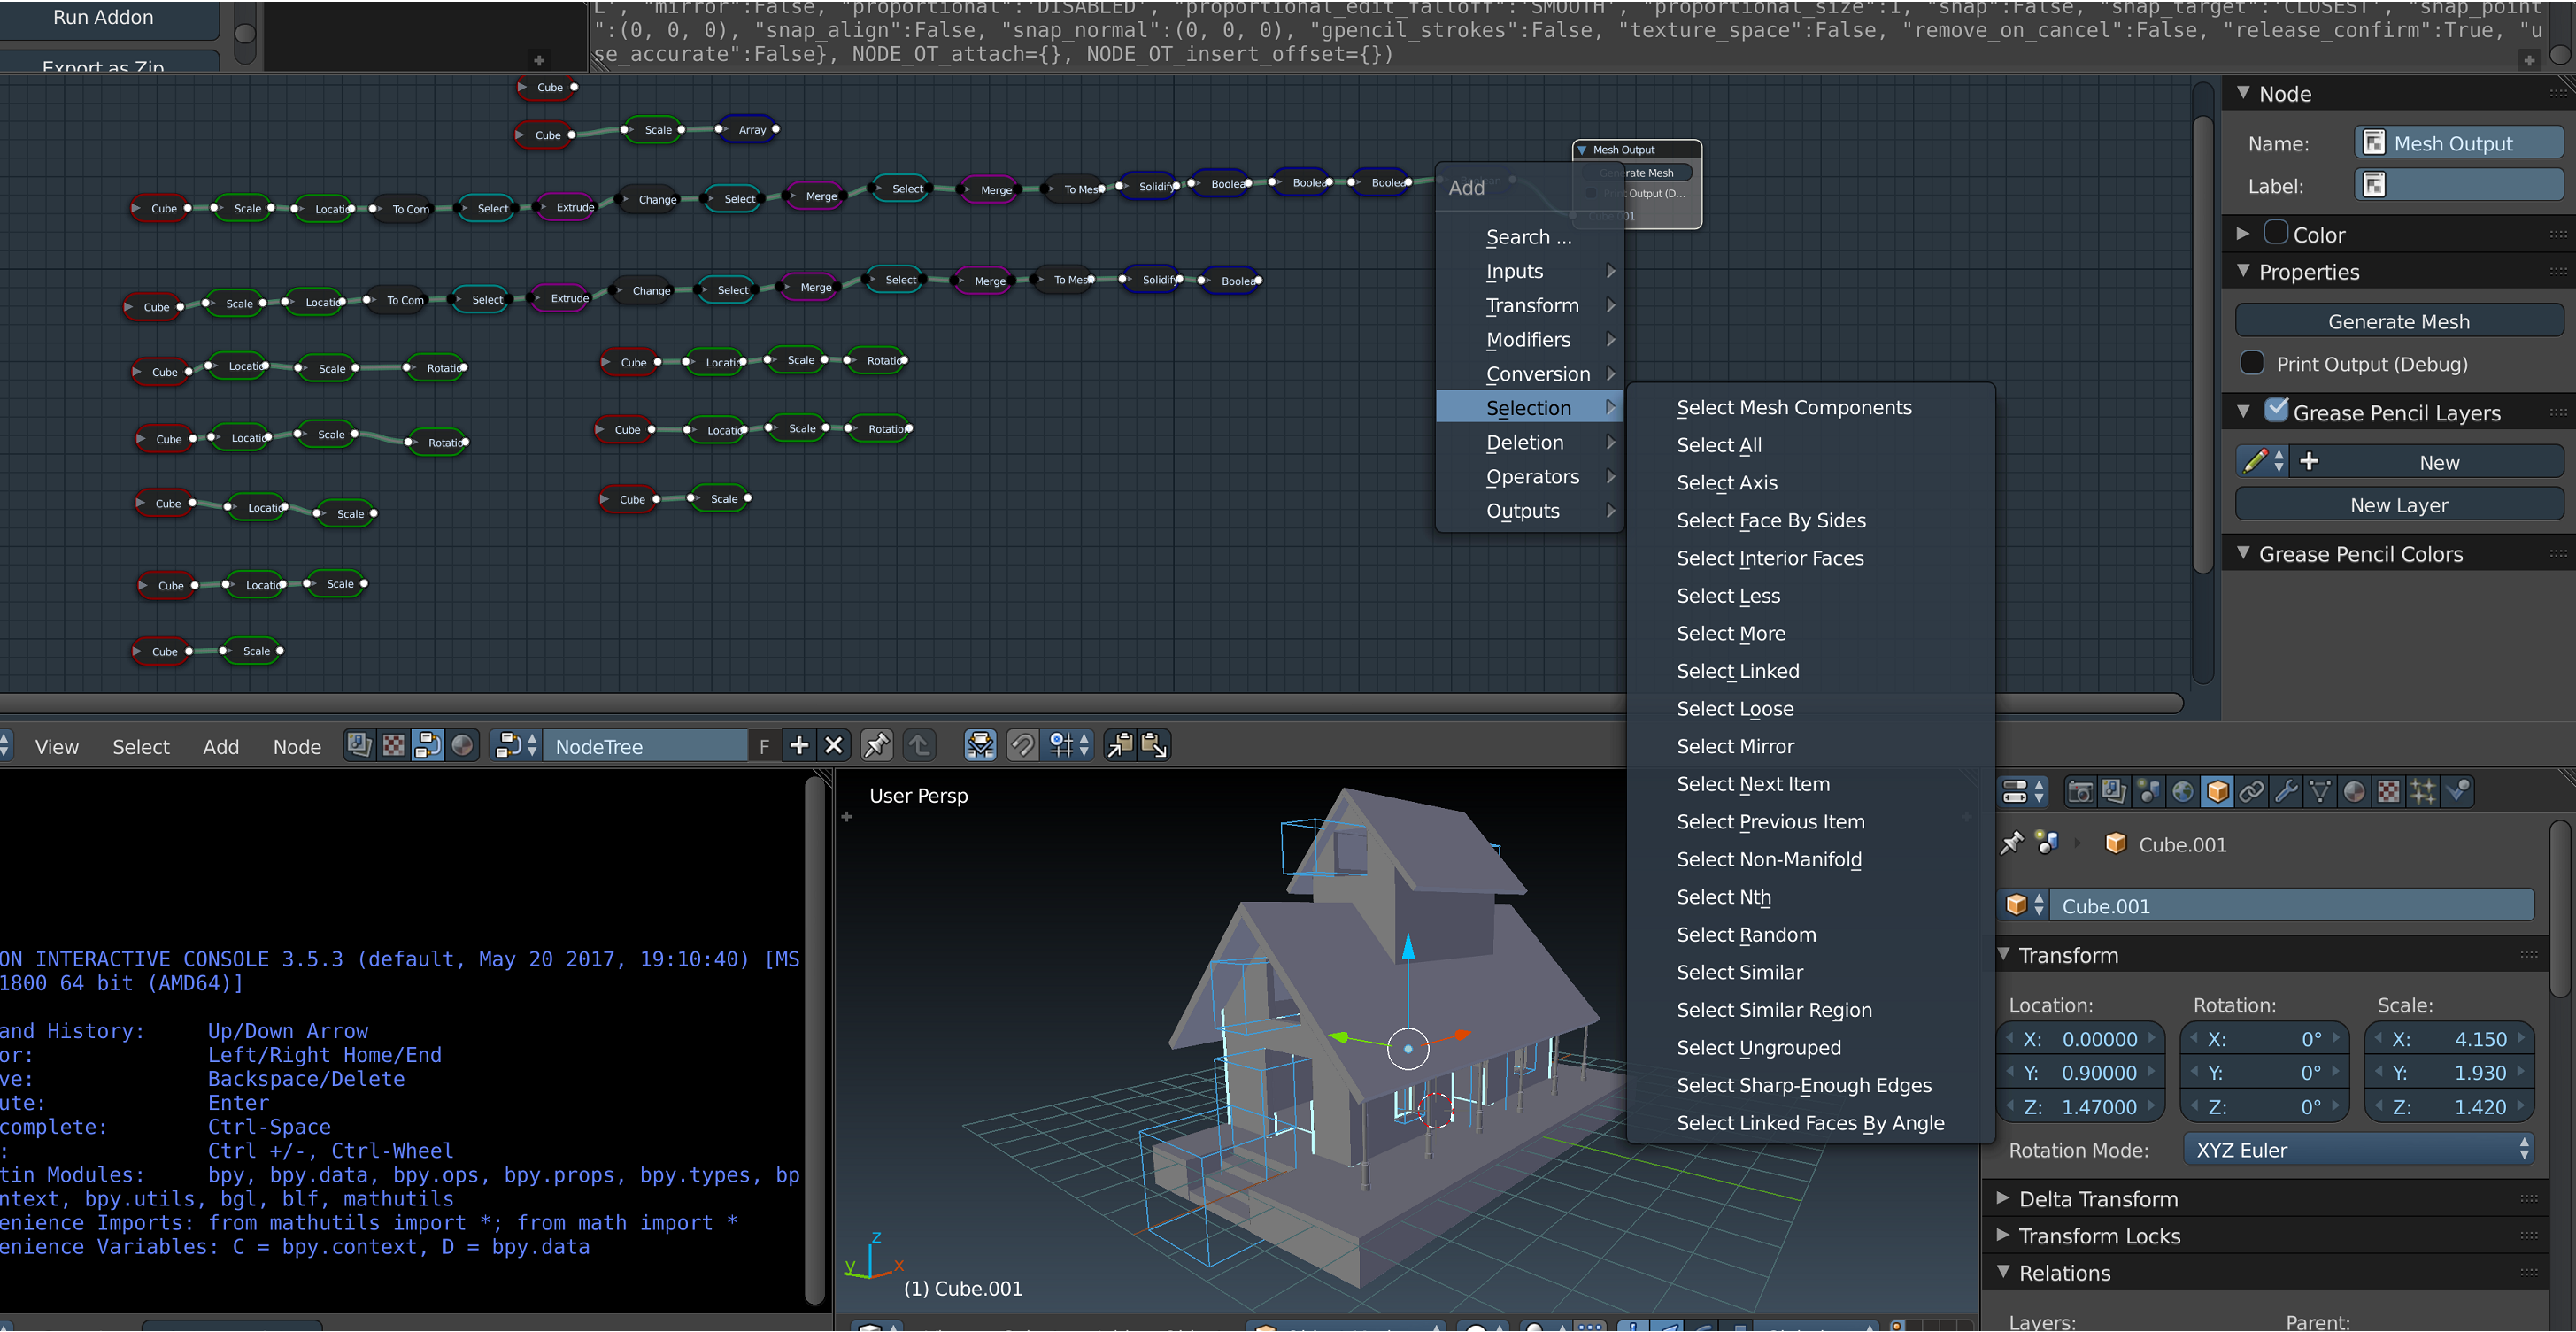 Run Addon
Export as Zip
L', "mirror":False, "proportional":'DISABLED', "proportional_edit_falloff":'SMOOTH', "proportional_size":1, "snap":False, "snap_target":'CLOSEST', "snap_point
":(0, 0, 0), "snap_align":False, "snap_normal":(0, 0, 0), "gpencil_strokes":False, "texture_space":False, "remove_on_cancel":False, "release_confirm":True, "u
se_accurate":False}, NODE_OT_attach={}, NODE_OT_insert_offset={})
Cube
Cube Scale Array
Cube Scale Locatio To Com Select Extrude Change Select Merge Select Merge To Mes Solidify Boolea Boolea Boolea
Cube Scale Locatio To Com Select Extrude Change Select Merge Select Merge To Mes Solidify Boolea
Cube Locatio Scale Rotatio
Cube Locatio Scale Rotatio
Cube Locatio Scale Rotatio
Cube Locatio Scale Rotatio
Cube Locatio Scale
Cube Scale
Cube Locatio Scale
Cube Scale
Mesh Output
erate Mesh
Output (D...
Cube.001
Add
Search ...
Inputs
Transform
Modifiers
Conversion
Selection
Deletion
Operators
Outputs
Select Mesh Components
Select All
Select Axis
Select Face By Sides
Select Interior Faces
Select Less
Select More
Select Linked
Select Loose
Select Mirror
Select Next Item
Select Previous Item
Select Non-Manifold
Select Nth
Select Random
Select Similar
Select Similar Region
Select Ungrouped
Select Sharp-Enough Edges
Select Linked Faces By Angle
Node
Name: Mesh Output
Label:
Color
Properties
Generate Mesh
Print Output (Debug)
Grease Pencil Layers
New
New Layer
Grease Pencil Colors
View Select Add Node NodeTree F
ON INTERACTIVE CONSOLE 3.5.3 (default, May 20 2017, 19:10:40) [MS
1800 64 bit (AMD64)]
and History: Up/Down Arrow
or: Left/Right Home/End
ve: Backspace/Delete
ute: Enter
complete: Ctrl-Space
: Ctrl +/-, Ctrl-Wheel
tin Modules: bpy, bpy.data, bpy.ops, bpy.props, bpy.types, bp
ntext, bpy.utils, bgl, blf, mathutils
enience Imports: from mathutils import *; from math import *
enience Variables: C = bpy.context, D = bpy.data
User Persp
z
y x
(1) Cube.001
Cube.001
Cube.001
Transform
Location: Rotation: Scale:
X: 0.00000 X: 0° X: 4.150
Y: 0.90000 Y: 0° Y: 1.930
Z: 1.47000 Z: 0° Z: 1.420
Rotation Mode: XYZ Euler
Delta Transform
Transform Locks
Relations
Layers: Parent: